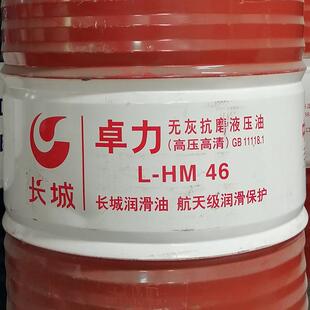 长城
卓力 无灰抗磨液压油
(高压高清) GB 11118.1
L-HM 46
长城润滑油 航天级润滑保护